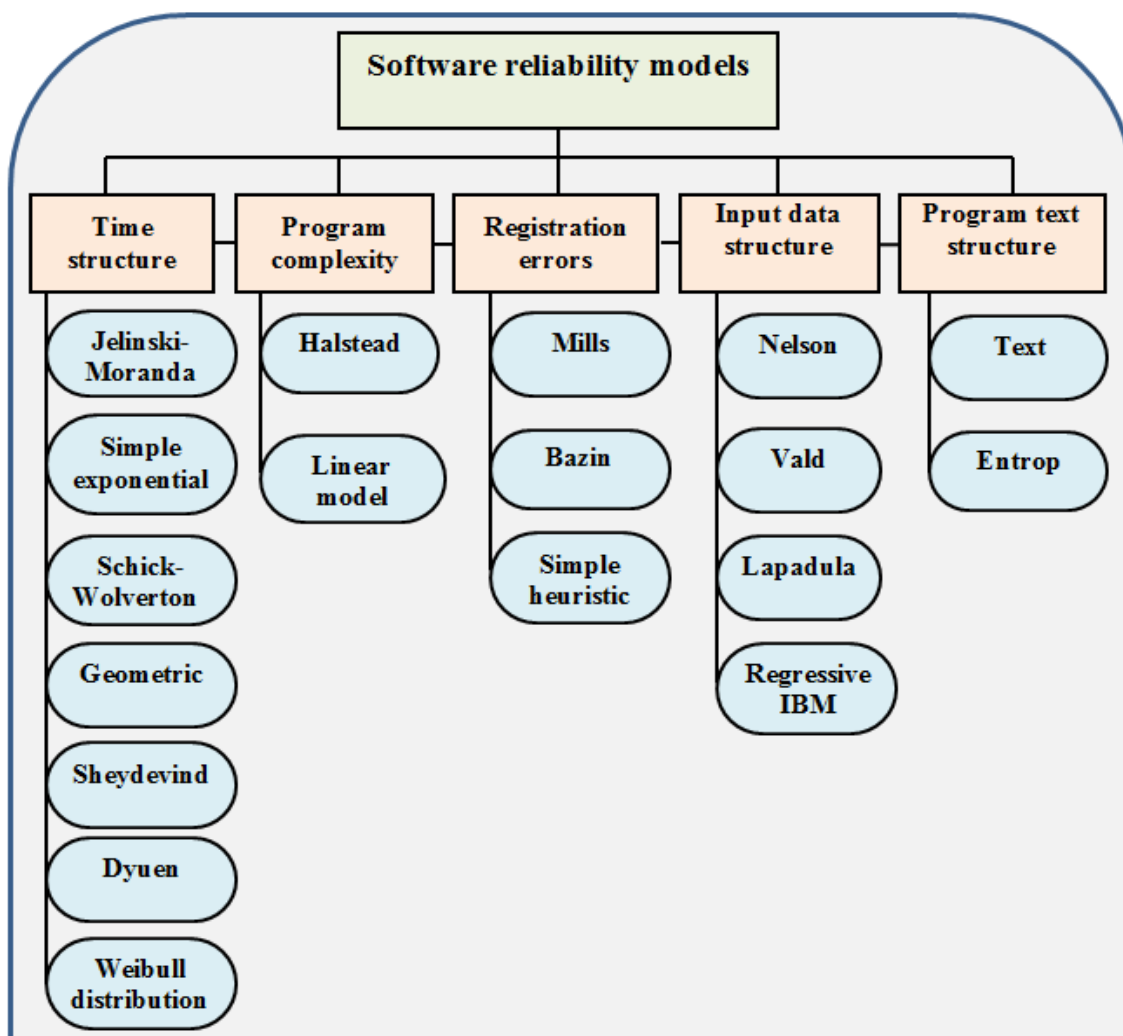 Software reliability models
Time
structure
Program
complexity
Registration
errors
Input data
structure
Program text
structure
Jelinski-
Moranda
Simple
exponential
Schick-
Wolverton
Geometric
Sheydevind
Dyuen
Weibull
distribution
Halstead
Linear
model
Mills
Bazin
Simple
heuristic
Nelson
Vald
Lapadula
Regressive
IBM
Text
Entrop